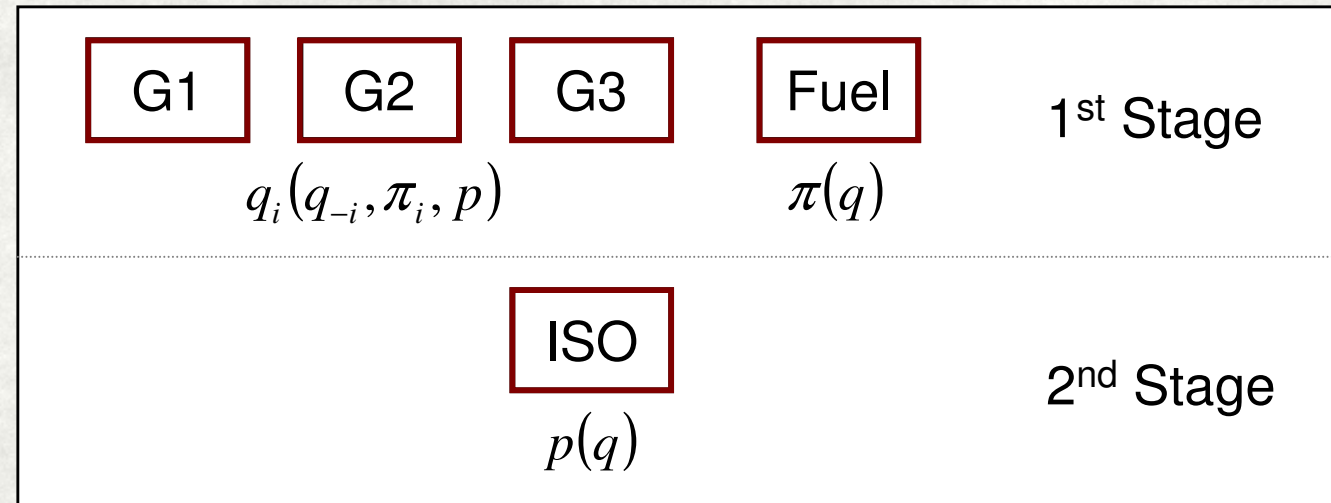 G1 G2 G3 Fuel 1st Stage
qᵢ(q₋ᵢ, πᵢ, p) π(q)
ISO 2nd Stage
p(q)